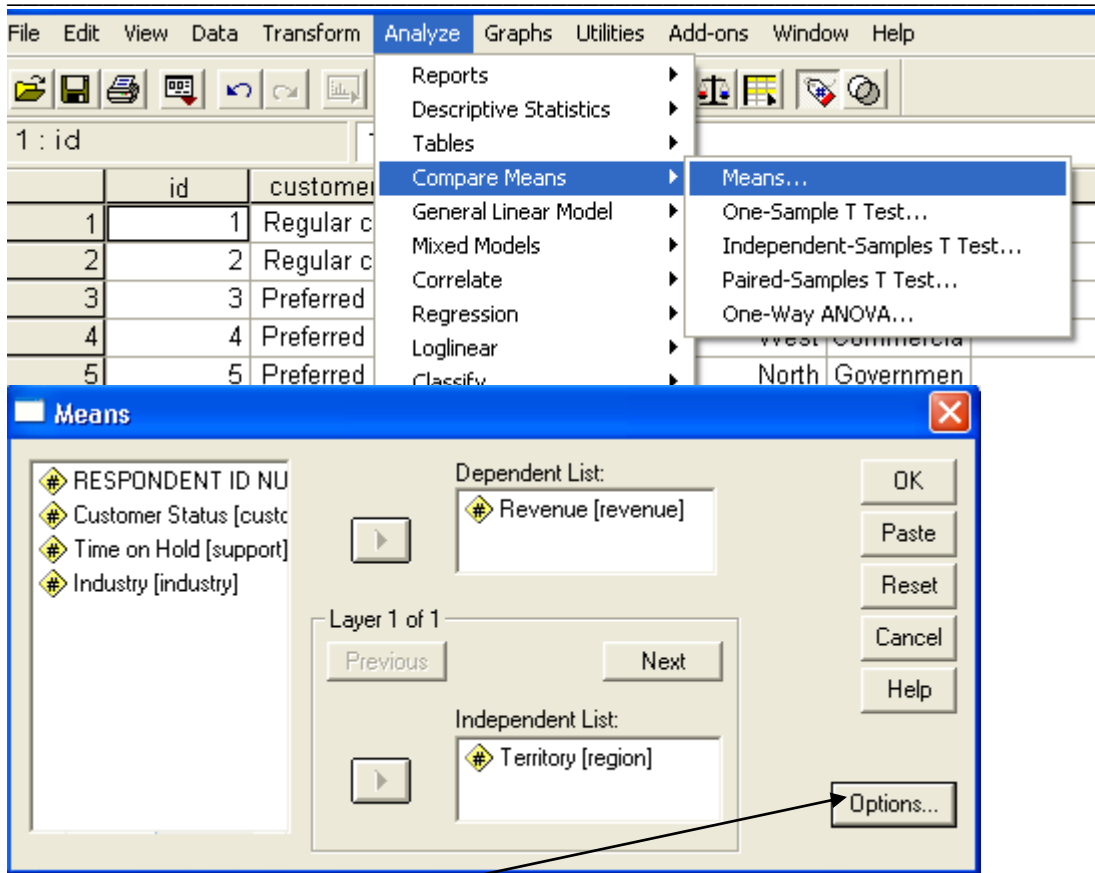 File Edit View Data Transform Analyze Graphs Utilities Add-ons Window Help
Reports
Descriptive Statistics
1 : id
Tables
id customer Compare Means Means...
1 1 Regular c General Linear Model One-Sample T Test...
2 2 Regular c Mixed Models Independent-Samples T Test...
3 3 Preferred Correlate Paired-Samples T Test...
4 4 Preferred Regression One-Way ANOVA...
Loglinear West Commercia
5 5 Preferred Classify North Governmen
Means
RESPONDENT ID NU
Customer Status [custo
Time on Hold [support]
Industry [industry]
Dependent List:
Revenue [revenue]
Layer 1 of 1
Previous Next
Independent List:
Territory [region]
OK
Paste
Reset
Cancel
Help
Options...